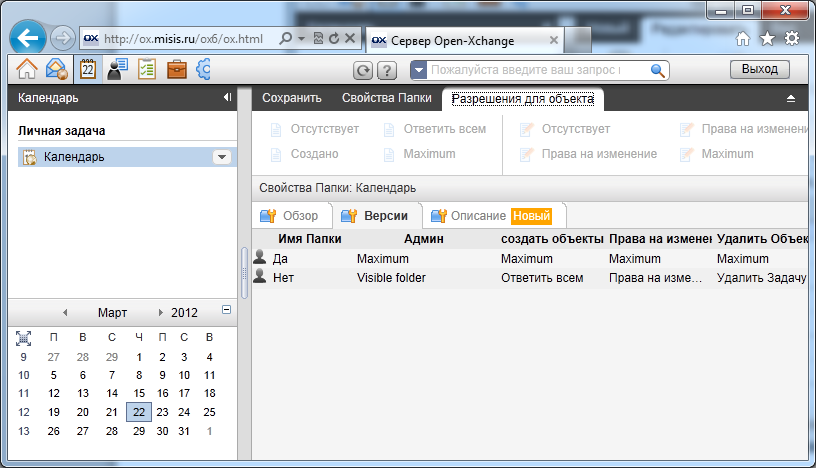 http://ox.misis.ru/ox6/ox.html
ox Сервер Open-Xchange
22
Пожалуйста введите ваш запрос
Выход
Календарь
Сохранить Свойства Папки Разрешения для объекта
Личная задача
Календарь
Отсутствует Ответить всем Отсутствует Права на изменение
Создано Maximum Права на изменение Maximum
Свойства Папки: Календарь
Обзор Версии Описание Новый
Имя Папки Админ создать объекты Права на изменен Удалить Объек
Да Maximum Maximum Maximum Maximum
Нет Visible folder Ответить всем Права на изме... Удалить Задачу
Март 2012
П В С Ч П С В
9 27 28 29 1 2 3 4
10 5 6 7 8 9 10 11
11 12 13 14 15 16 17 18
12 19 20 21 22 23 24 25
13 26 27 28 29 30 31 1